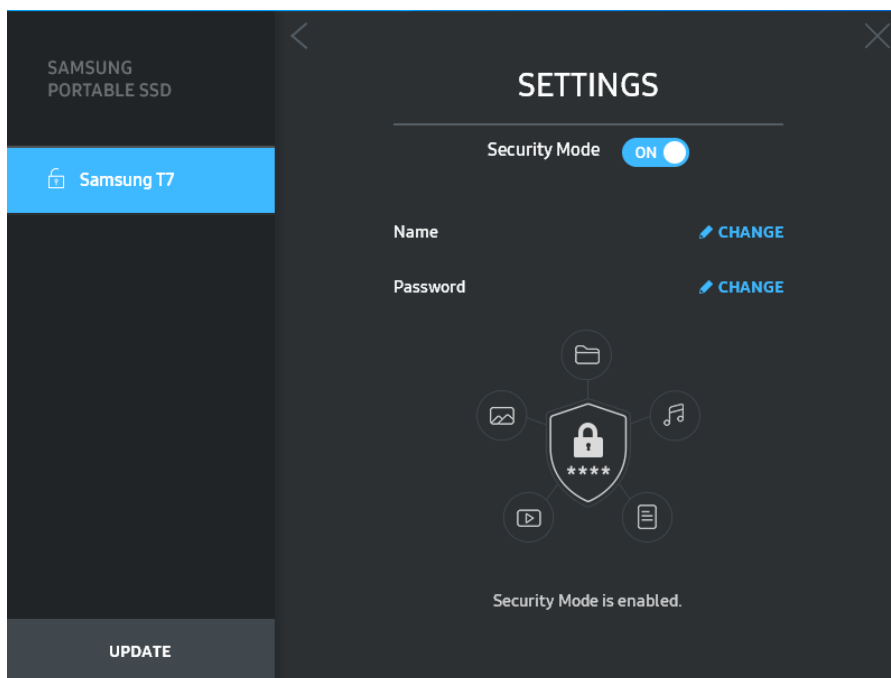 SAMSUNG
PORTABLE SSD
Samsung T7
UPDATE
SETTINGS
Security Mode ON
Name CHANGE
Password CHANGE
****
Security Mode is enabled.